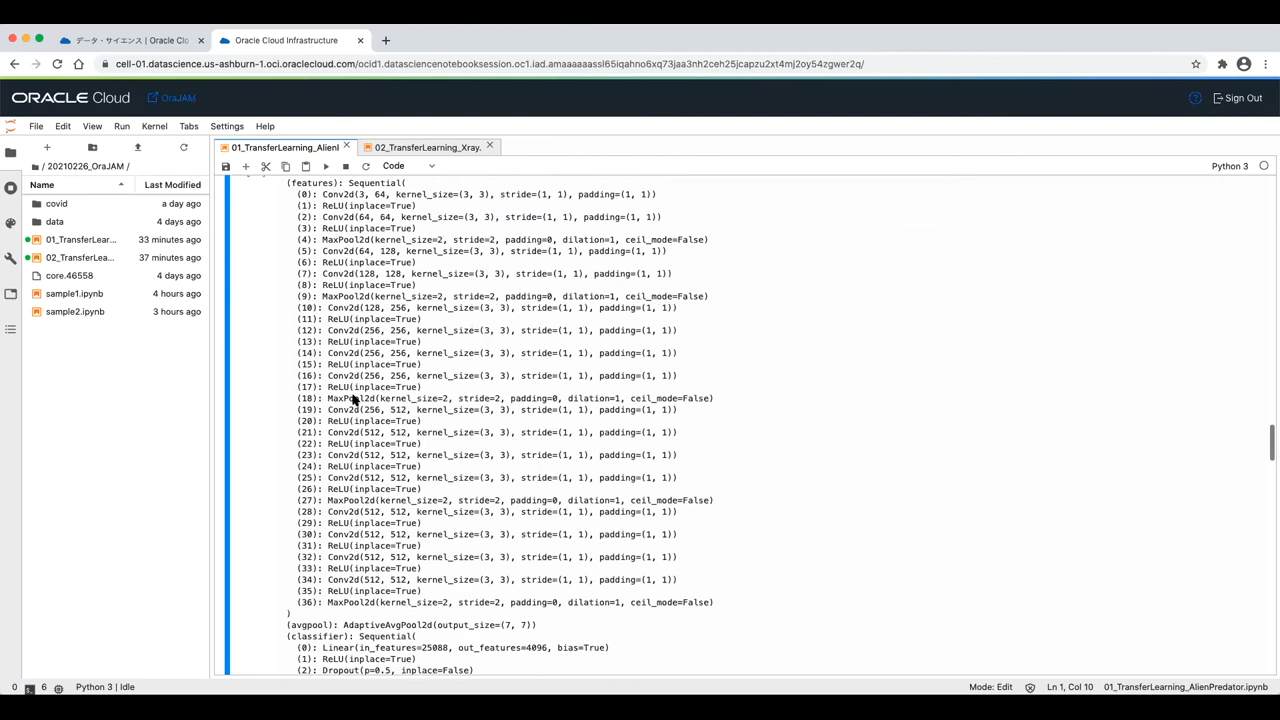 データ・サイエンス | Oracle Clo
Oracle Cloud Infrastructure
cell-01.datascience.us-ashburn-1.oci.oraclecloud.com/ocid1.datasciencenotebooksession.oc1.iad.amaaaaaassl65iqahno6xq73jaa3nh2ceh25jcapzu2xt4mj2oy54zgwer2q/
ORACLE Cloud OraJAM Sign Out
File Edit View Run Kernel Tabs Settings Help
01_TransferLearning_AlienI 02_TransferLearning_Xray.
/ 20210226_OraJAM /
Code Python 3
Name Last Modified
covid a day ago
data 4 days ago
01_TransferLear... 33 minutes ago
02_TransferLea... 37 minutes ago
core.46558 4 days ago
sample1.ipynb 4 hours ago
sample2.ipynb 3 hours ago
(features): Sequential(
(0): Conv2d(3, 64, kernel_size=(3, 3), stride=(1, 1), padding=(1, 1))
(1): ReLU(inplace=True)
(2): Conv2d(64, 64, kernel_size=(3, 3), stride=(1, 1), padding=(1, 1))
(3): ReLU(inplace=True)
(4): MaxPool2d(kernel_size=2, stride=2, padding=0, dilation=1, ceil_mode=False)
(5): Conv2d(64, 128, kernel_size=(3, 3), stride=(1, 1), padding=(1, 1))
(6): ReLU(inplace=True)
(7): Conv2d(128, 128, kernel_size=(3, 3), stride=(1, 1), padding=(1, 1))
(8): ReLU(inplace=True)
(9): MaxPool2d(kernel_size=2, stride=2, padding=0, dilation=1, ceil_mode=False)
(10): Conv2d(128, 256, kernel_size=(3, 3), stride=(1, 1), padding=(1, 1))
(11): ReLU(inplace=True)
(12): Conv2d(256, 256, kernel_size=(3, 3), stride=(1, 1), padding=(1, 1))
(13): ReLU(inplace=True)
(14): Conv2d(256, 256, kernel_size=(3, 3), stride=(1, 1), padding=(1, 1))
(15): ReLU(inplace=True)
(16): Conv2d(256, 256, kernel_size=(3, 3), stride=(1, 1), padding=(1, 1))
(17): ReLU(inplace=True)
(18): MaxPool2d(kernel_size=2, stride=2, padding=0, dilation=1, ceil_mode=False)
(19): Conv2d(256, 512, kernel_size=(3, 3), stride=(1, 1), padding=(1, 1))
(20): ReLU(inplace=True)
(21): Conv2d(512, 512, kernel_size=(3, 3), stride=(1, 1), padding=(1, 1))
(22): ReLU(inplace=True)
(23): Conv2d(512, 512, kernel_size=(3, 3), stride=(1, 1), padding=(1, 1))
(24): ReLU(inplace=True)
(25): Conv2d(512, 512, kernel_size=(3, 3), stride=(1, 1), padding=(1, 1))
(26): ReLU(inplace=True)
(27): MaxPool2d(kernel_size=2, stride=2, padding=0, dilation=1, ceil_mode=False)
(28): Conv2d(512, 512, kernel_size=(3, 3), stride=(1, 1), padding=(1, 1))
(29): ReLU(inplace=True)
(30): Conv2d(512, 512, kernel_size=(3, 3), stride=(1, 1), padding=(1, 1))
(31): ReLU(inplace=True)
(32): Conv2d(512, 512, kernel_size=(3, 3), stride=(1, 1), padding=(1, 1))
(33): ReLU(inplace=True)
(34): Conv2d(512, 512, kernel_size=(3, 3), stride=(1, 1), padding=(1, 1))
(35): ReLU(inplace=True)
(36): MaxPool2d(kernel_size=2, stride=2, padding=0, dilation=1, ceil_mode=False)
)
(avgpool): AdaptiveAvgPool2d(output_size=(7, 7))
(classifier): Sequential(
(0): Linear(in_features=25088, out_features=4096, bias=True)
(1): ReLU(inplace=True)
(2): Dropout(p=0.5, inplace=False)
0 6 Python 3 | Idle Mode: Edit Ln 1, Col 10 01_TransferLearning_AlienPredator.ipynb